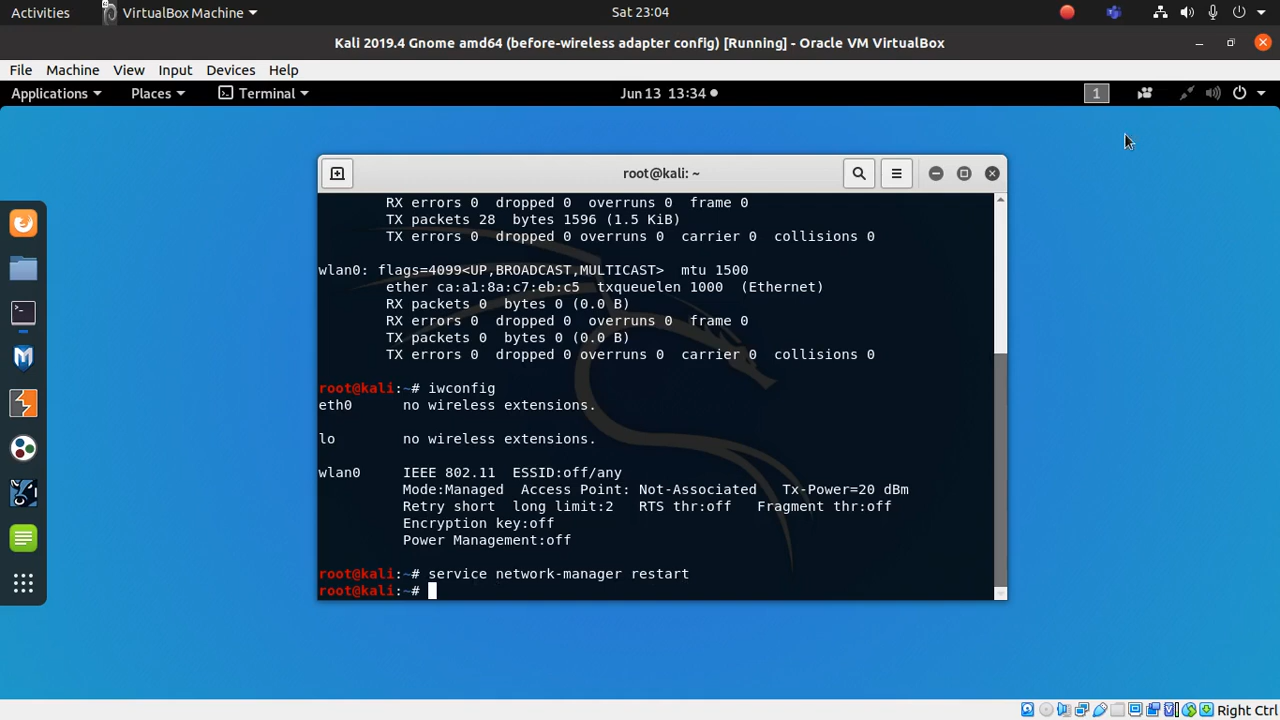 Activities VirtualBox Machine Sat 23:04
Kali 2019.4 Gnome amd64 (before-wireless adapter config) [Running] - Oracle VM VirtualBox
File Machine View Input Devices Help
Applications Places Terminal Jun 13 13:34 1
root@kali: ~
RX errors 0 dropped 0 overruns 0 frame 0
TX packets 28 bytes 1596 (1.5 KiB)
TX errors 0 dropped 0 overruns 0 carrier 0 collisions 0
wlan0: flags=4099<UP,BROADCAST,MULTICAST> mtu 1500
ether ca:a1:8a:c7:eb:c5 txqueuelen 1000 (Ethernet)
RX packets 0 bytes 0 (0.0 B)
RX errors 0 dropped 0 overruns 0 frame 0
TX packets 0 bytes 0 (0.0 B)
TX errors 0 dropped 0 overruns 0 carrier 0 collisions 0
root@kali:~# iwconfig
eth0 no wireless extensions.
lo no wireless extensions.
wlan0 IEEE 802.11 ESSID:off/any
Mode:Managed Access Point: Not-Associated Tx-Power=20 dBm
Retry short long limit:2 RTS thr:off Fragment thr:off
Encryption key:off
Power Management:off
root@kali:~# service network-manager restart
root@kali:~#
Right Ctrl